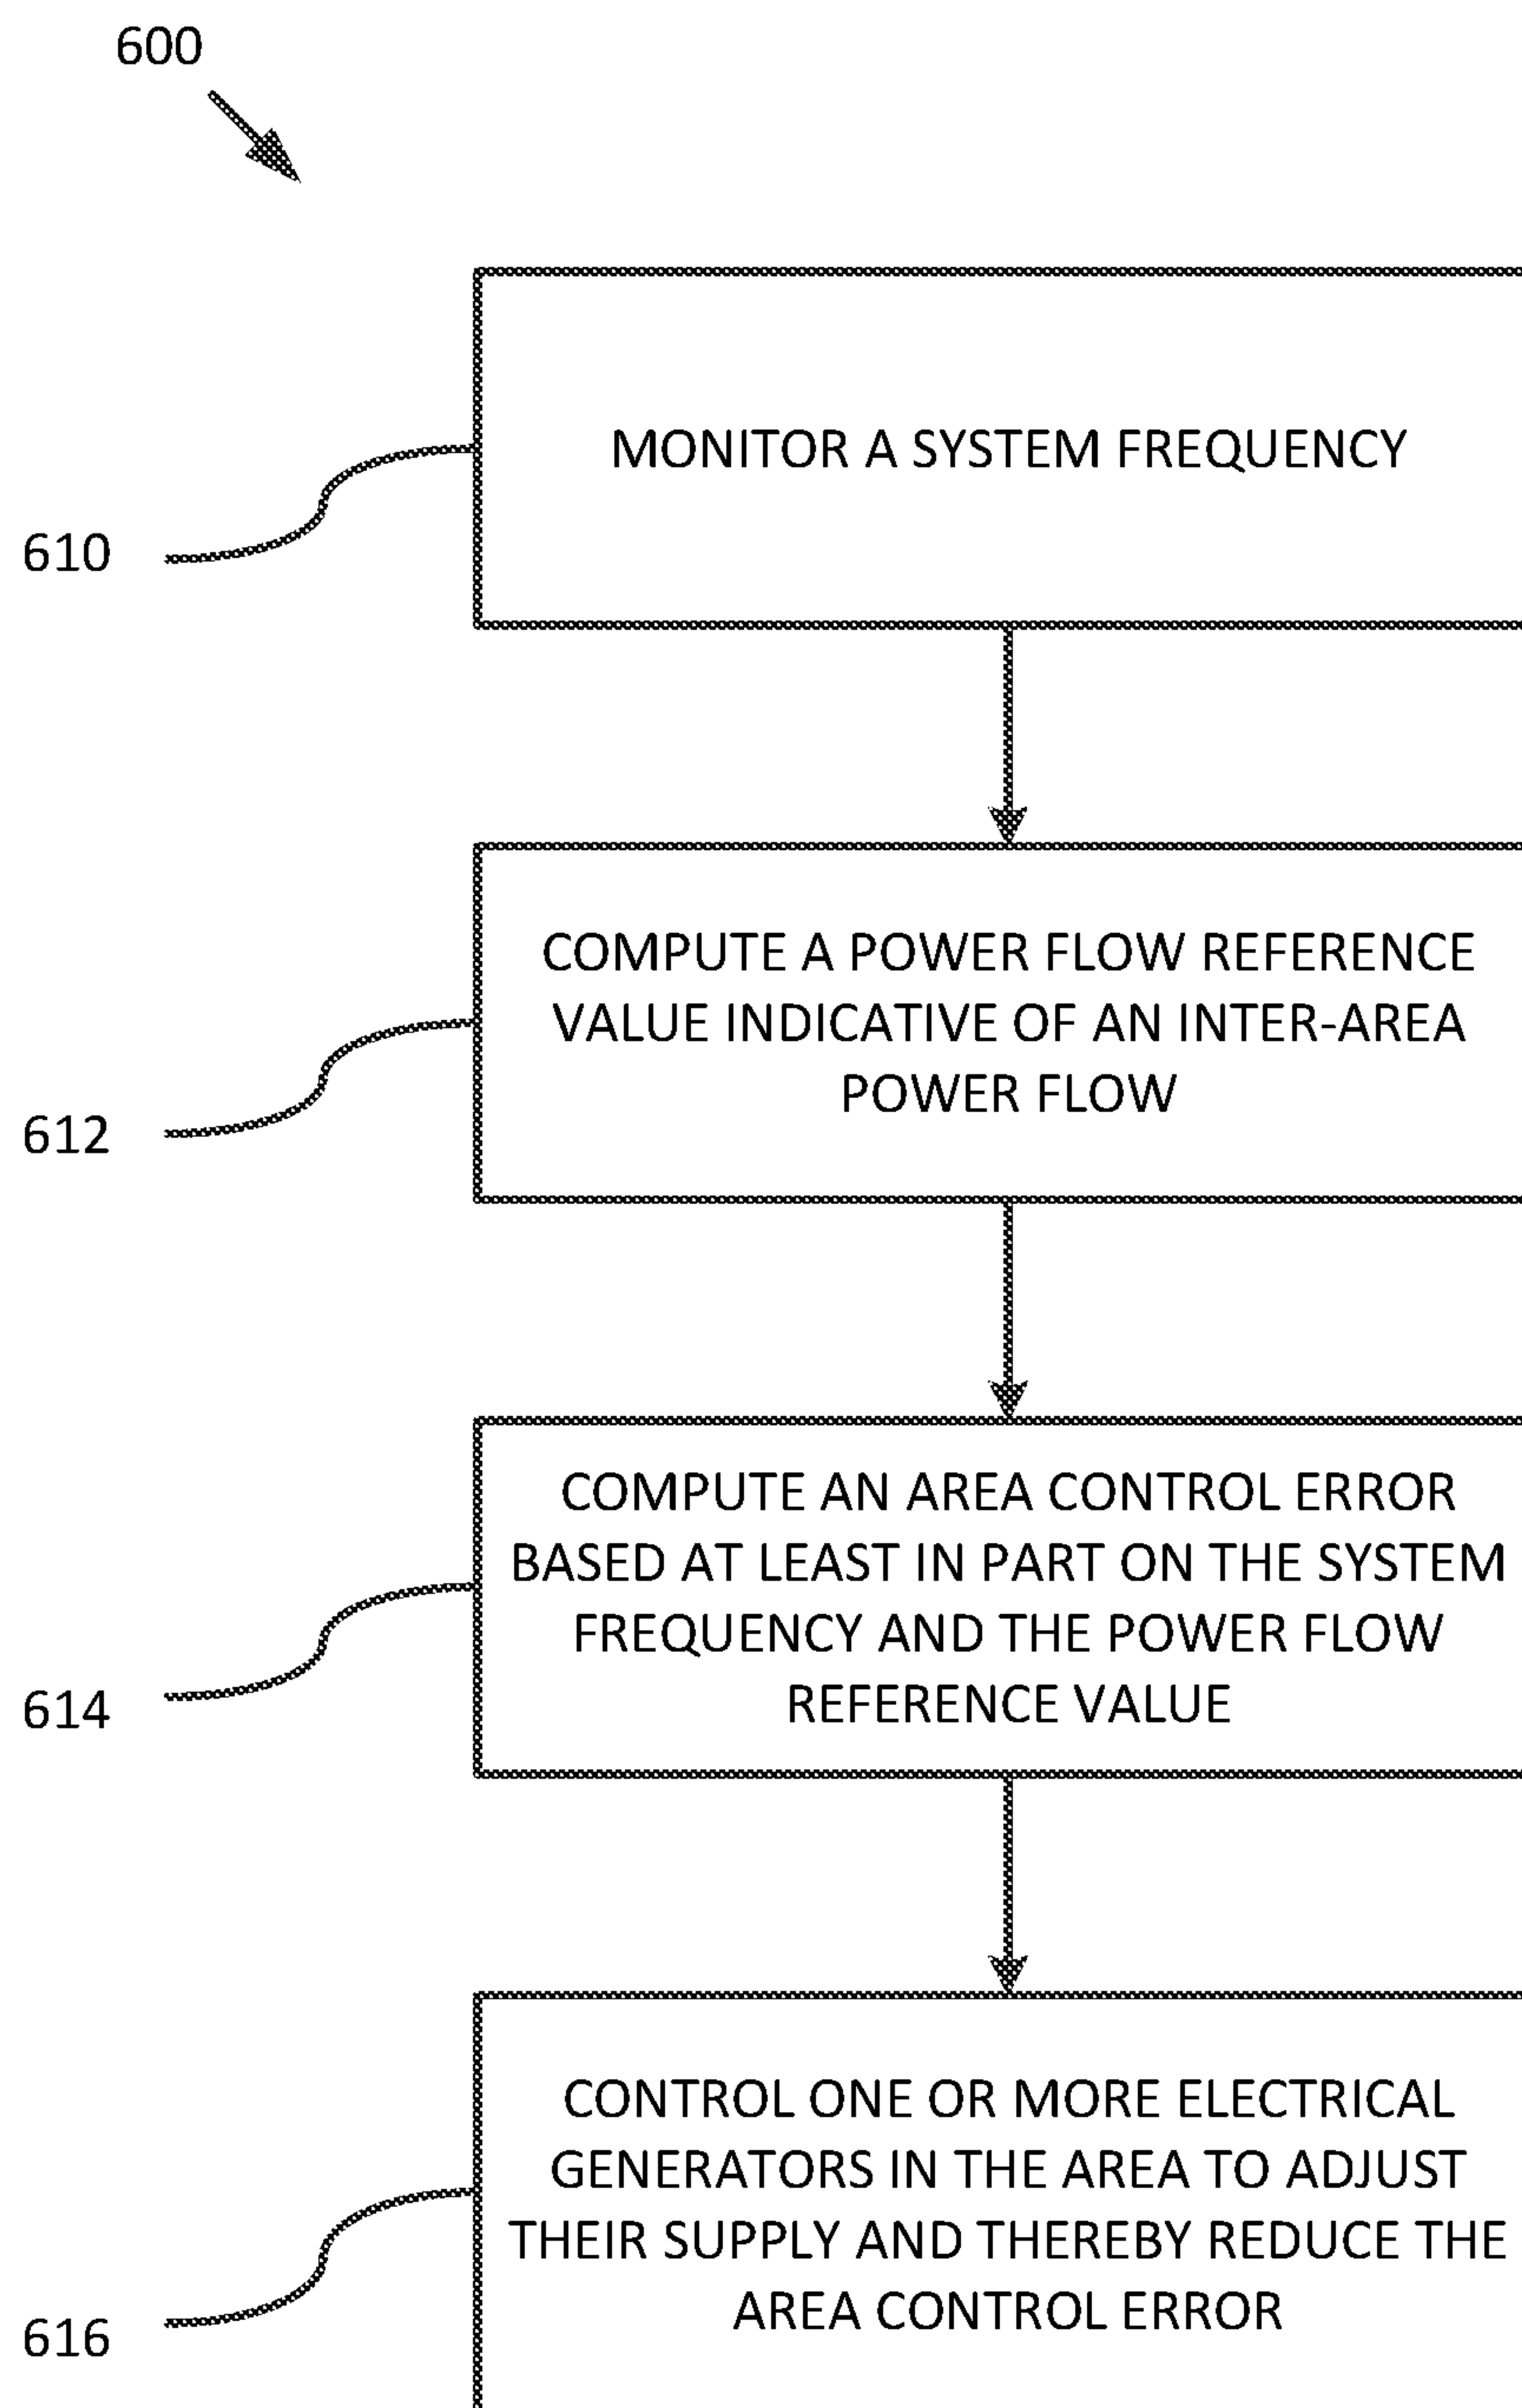 600
MONITOR A SYSTEM FREQUENCY
610
COMPUTE A POWER FLOW REFERENCE
VALUE INDICATIVE OF AN INTER-AREA
POWER FLOW
612
COMPUTE AN AREA CONTROL ERROR
BASED AT LEAST IN PART ON THE SYSTEM
FREQUENCY AND THE POWER FLOW
REFERENCE VALUE
614
CONTROL ONE OR MORE ELECTRICAL
GENERATORS IN THE AREA TO ADJUST
THEIR SUPPLY AND THEREBY REDUCE THE
AREA CONTROL ERROR
616